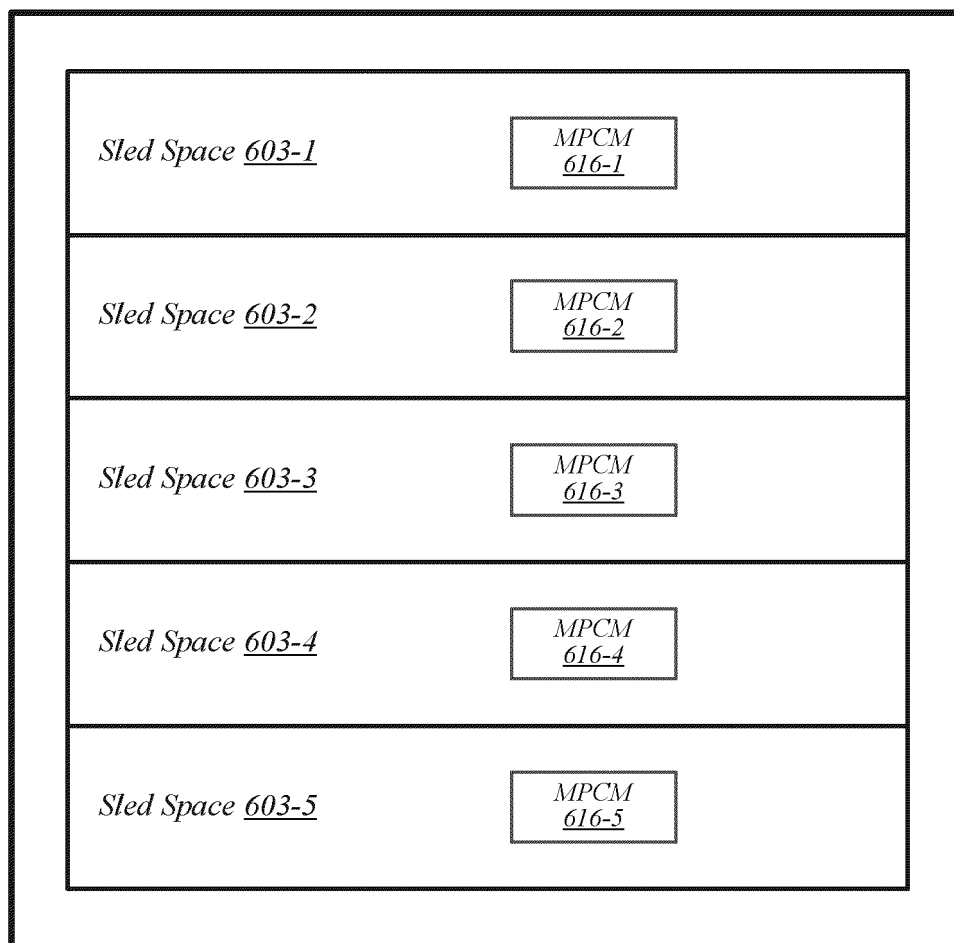 Sled Space 603-1
MPCM
616-1
Sled Space 603-2
MPCM
616-2
Sled Space 603-3
MPCM
616-3
Sled Space 603-4
MPCM
616-4
Sled Space 603-5
MPCM
616-5